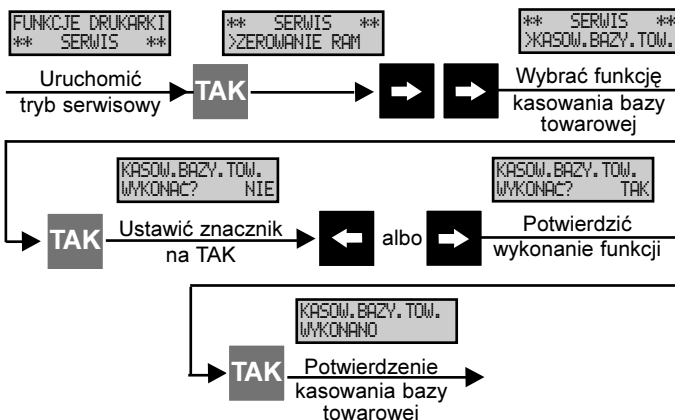 FUNKCJE DRUKARKI
** SERWIS **
** SERWIS **
>ZEROWANIE RAM
** SERWIS **
>KASOW.BAZY.TOW.
Uruchomić
tryb serwisowy
TAK
Wybrać funkcję
kasowania bazy
towarowej
KASOW.BAZY.TOW.
WYKONAĆ? NIE
KASOW.BAZY.TOW.
WYKONAĆ? TAK
TAK
Ustawić znacznik
na TAK
albo
Potwierdzić
wykonanie funkcji
KASOW.BAZY.TOW.
WYKONANO
TAK
Potwierdzenie
kasowania bazy
towarowej